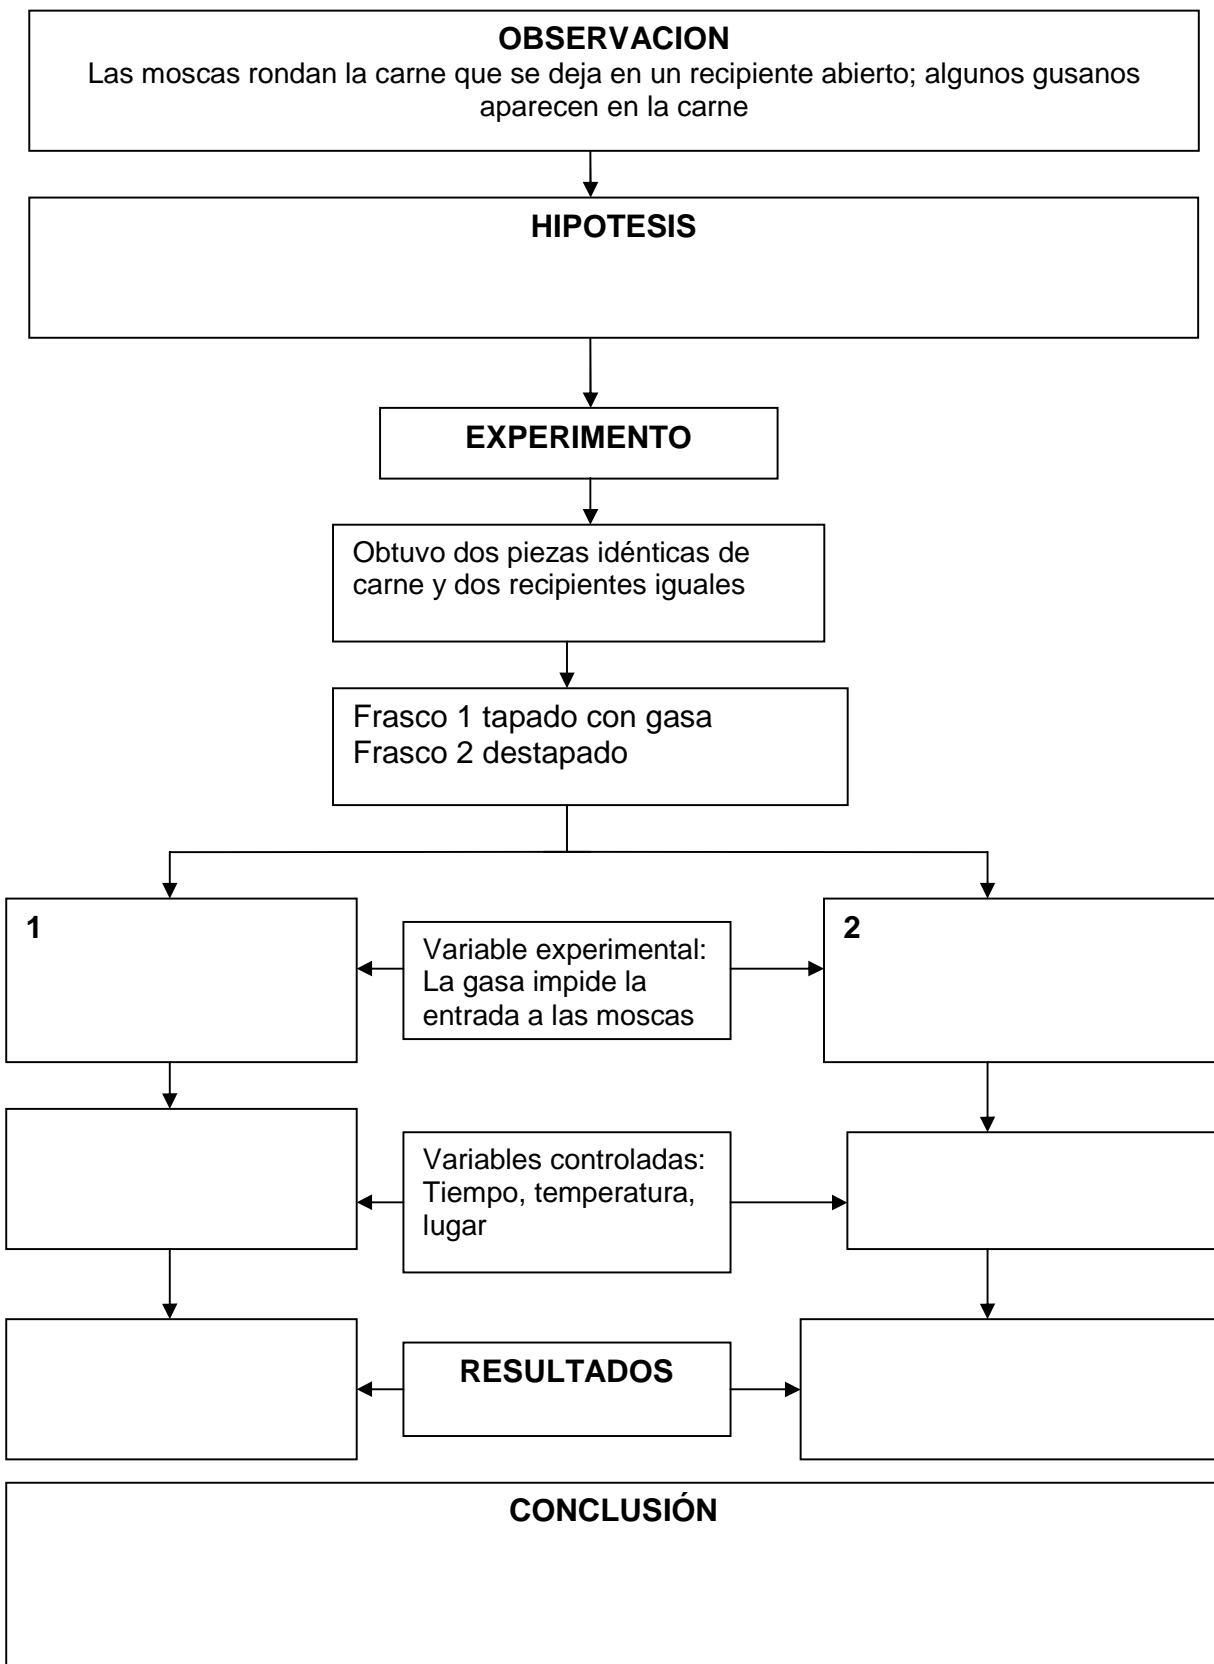 OBSERVACION
Las moscas rondan la carne que se deja en un recipiente abierto; algunos gusanos
aparecen en la carne
HIPOTESIS
EXPERIMENTO
Obtuvo dos piezas idénticas de
carne y dos recipientes iguales
Frasco 1 tapado con gasa
Frasco 2 destapado
1
Variable experimental:
La gasa impide la
entrada a las moscas
2
Variables controladas:
Tiempo, temperatura,
lugar
RESULTADOS
CONCLUSIÓN